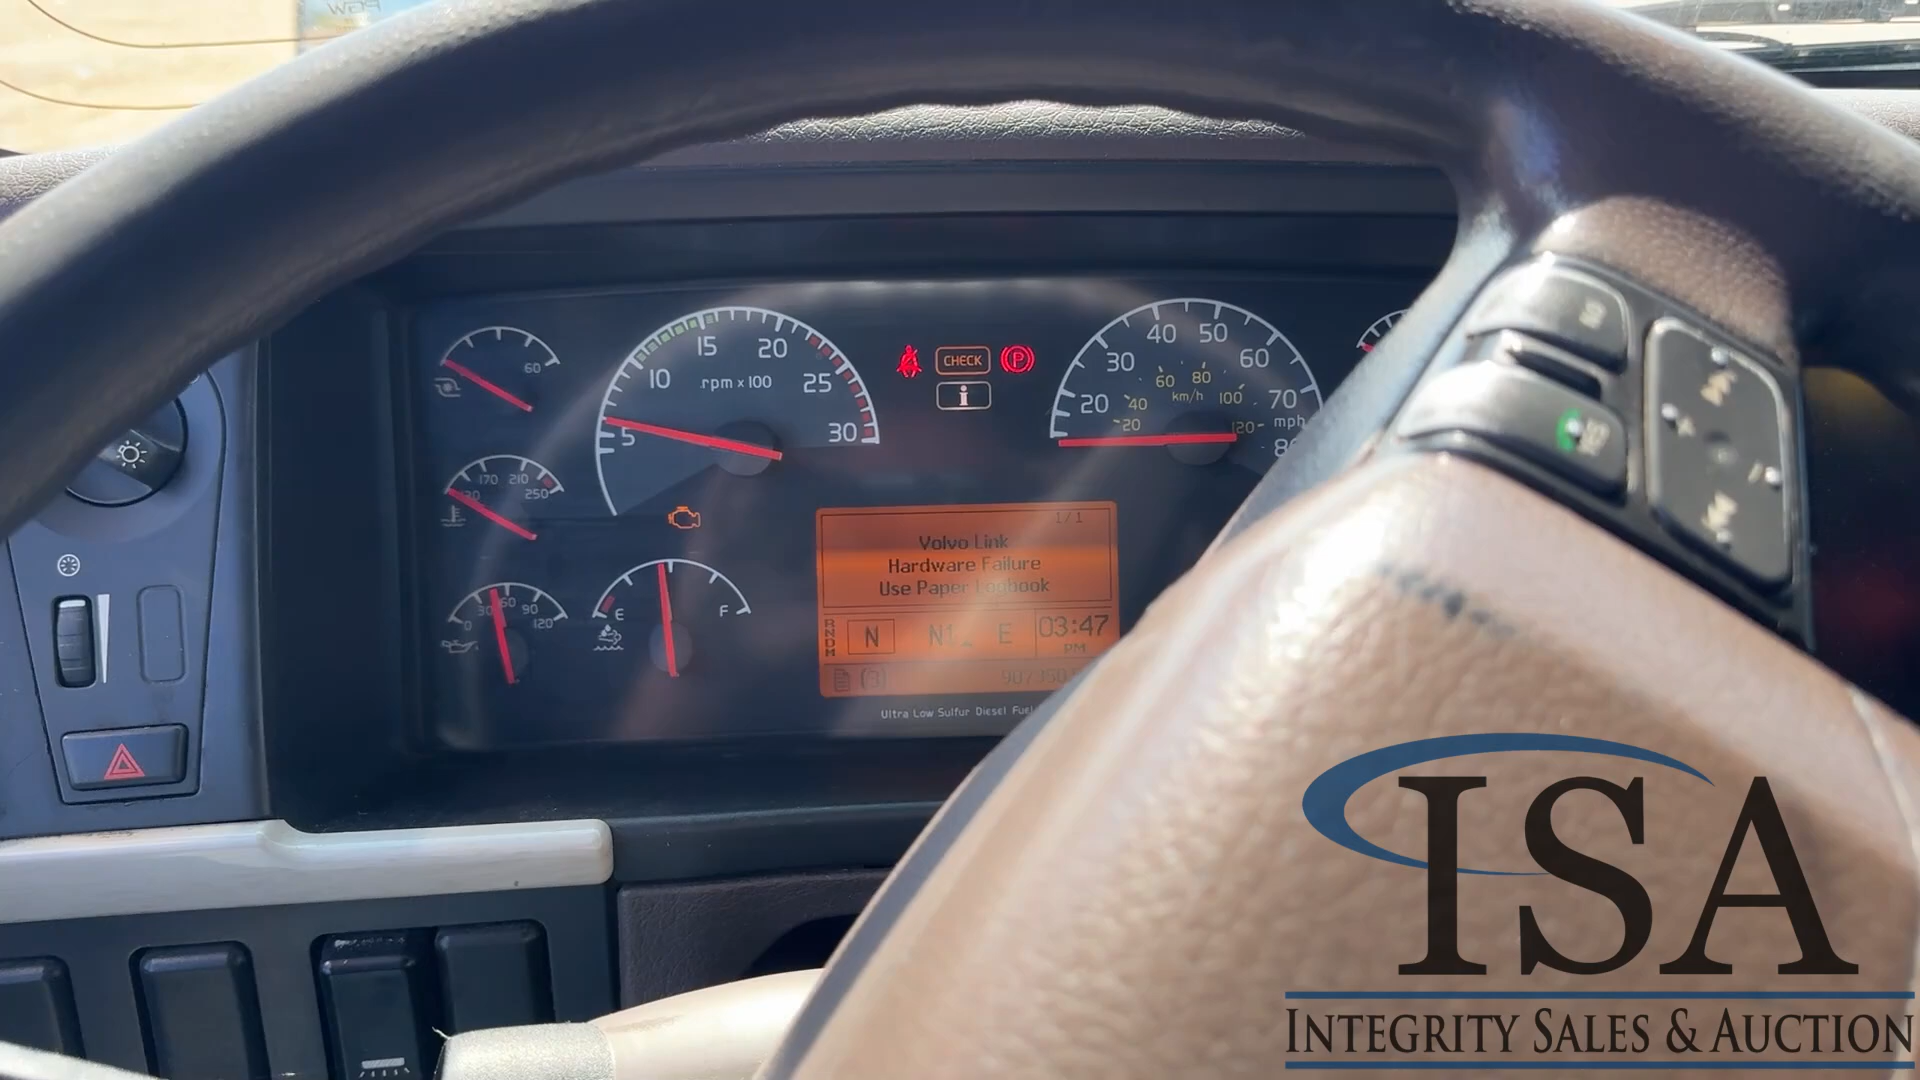 60
15
20
10
rpm x 100
25
5
30
CHECK
P
i
40
50
30
60
60
80
20
40
km/h
100
70
20
120
mph
170
210
250
E
F
30
60
90
0
120
1/1
Volvo Link
Hardware Failure
Use Paper Logbook
RNDM
N
E
03:47
PM
(3)
Ultra Low Sulfur Diesel Fuel
ISA
INTEGRITY SALES & AUCTION